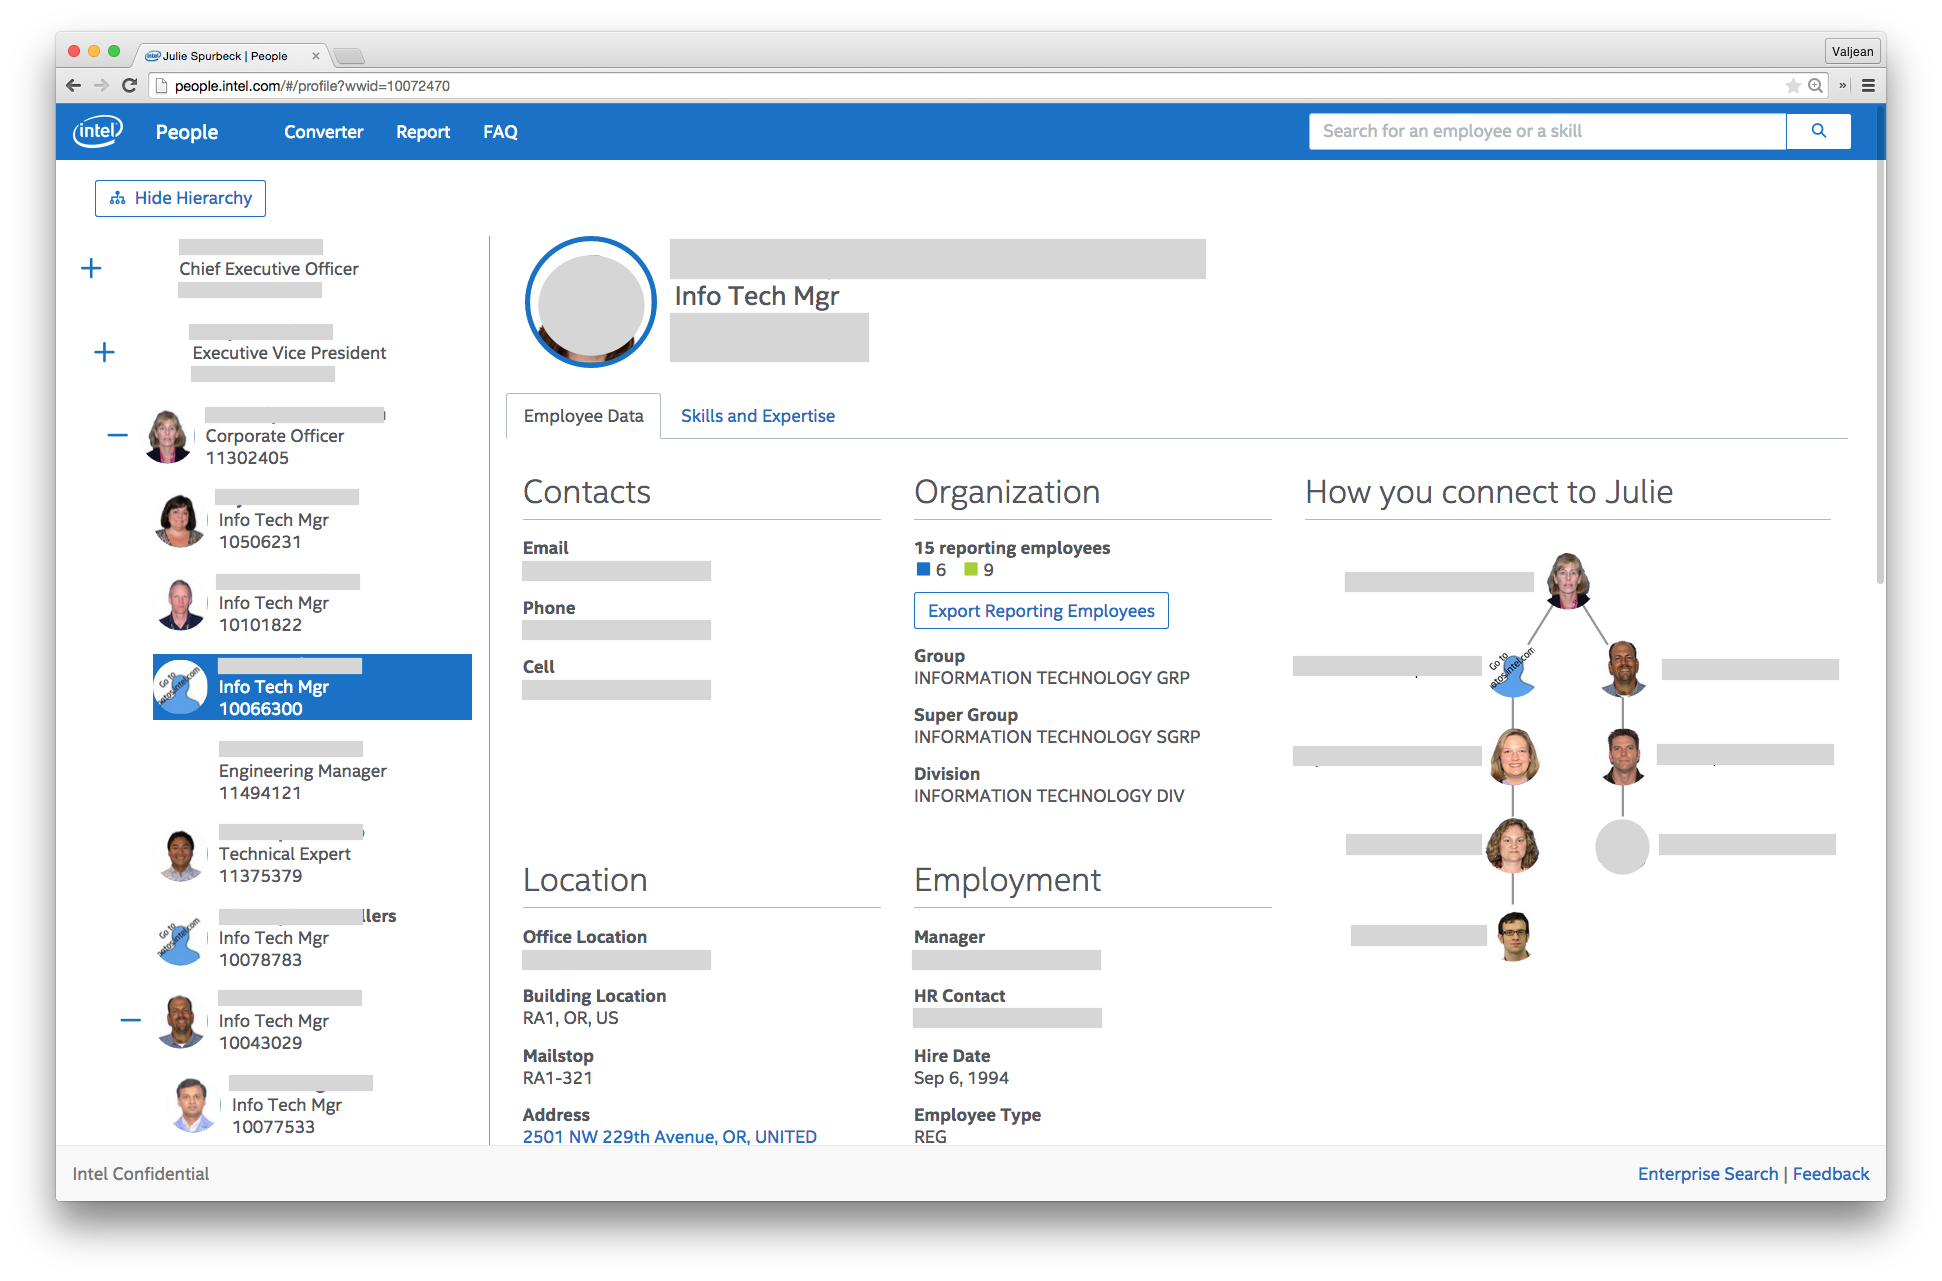 Julie Spurbeck | People
Valjean
people.intel.com/#/profile?wwid=10072470
intel
People
Converter
Report
FAQ
Search for an employee or a skill
Hide Hierarchy
Chief Executive Officer
Executive Vice President
Corporate Officer
11302405
Info Tech Mgr
10506231
Info Tech Mgr
10101822
Go to
Info Tech Mgr
10066300
Engineering Manager
11494121
Technical Expert
11375379
llers
Go to
Info Tech Mgr
10078783
Info Tech Mgr
10043029
Info Tech Mgr
10077533
Info Tech Mgr
Employee Data
Skills and Expertise
Contacts
Email
Phone
Cell
Organization
15 reporting employees
6 9
Export Reporting Employees
Group
INFORMATION TECHNOLOGY GRP
Super Group
INFORMATION TECHNOLOGY SGRP
Division
INFORMATION TECHNOLOGY DIV
How you connect to Julie
Go to
Location
Office Location
Building Location
RA1, OR, US
Mailstop
RA1-321
Address
2501 NW 229th Avenue, OR, UNITED
Employment
Manager
HR Contact
Hire Date
Sep 6, 1994
Employee Type
REG
Intel Confidential
Enterprise Search | Feedback